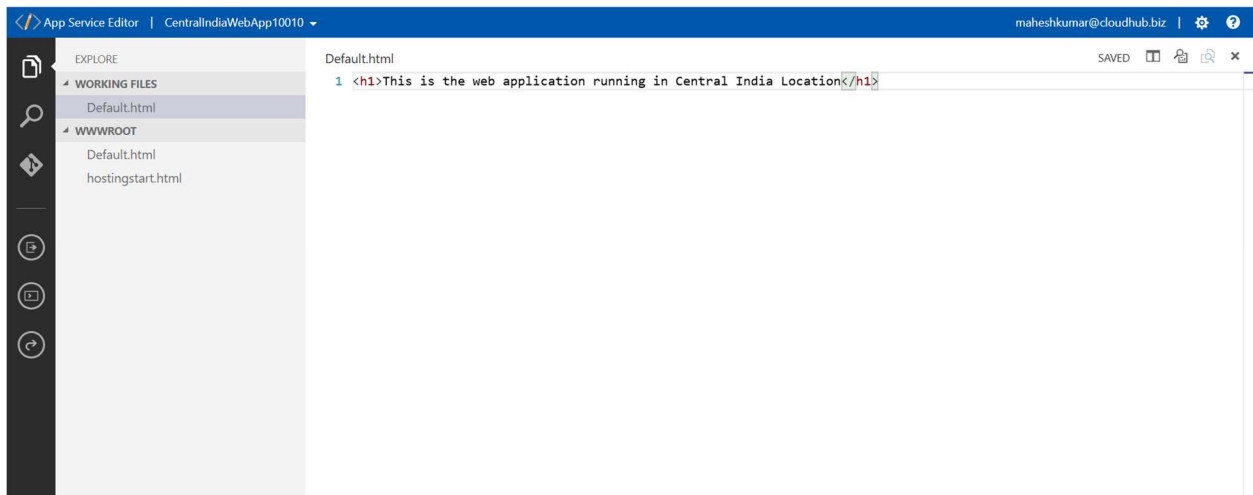 </> App Service Editor | CentralIndiaWebApp10010 maheshkumar@cloudhub.biz | ?
EXPLORE
WORKING FILES
Default.html
WWWROOT
Default.html
hostingstart.html
Default.html SAVED
1 <h1>This is the web application running in Central India Location</h1>